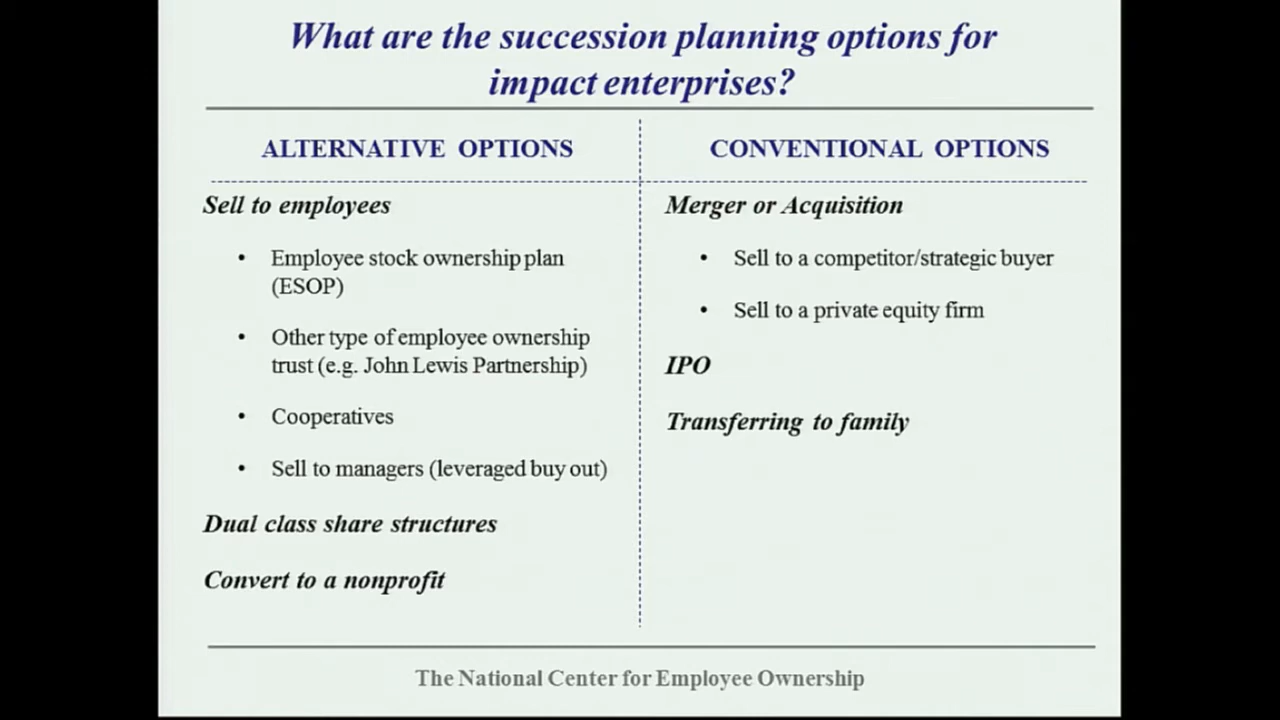 What are the succession planning options for
impact enterprises?
ALTERNATIVE OPTIONS
Sell to employees
• Employee stock ownership plan
(ESOP)
• Other type of employee ownership
trust (e.g. John Lewis Partnership)
• Cooperatives
• Sell to managers (leveraged buy out)
Dual class share structures
Convert to a nonprofit
CONVENTIONAL OPTIONS
Merger or Acquisition
• Sell to a competitor/strategic buyer
• Sell to a private equity firm
IPO
Transferring to family
The National Center for Employee Ownership